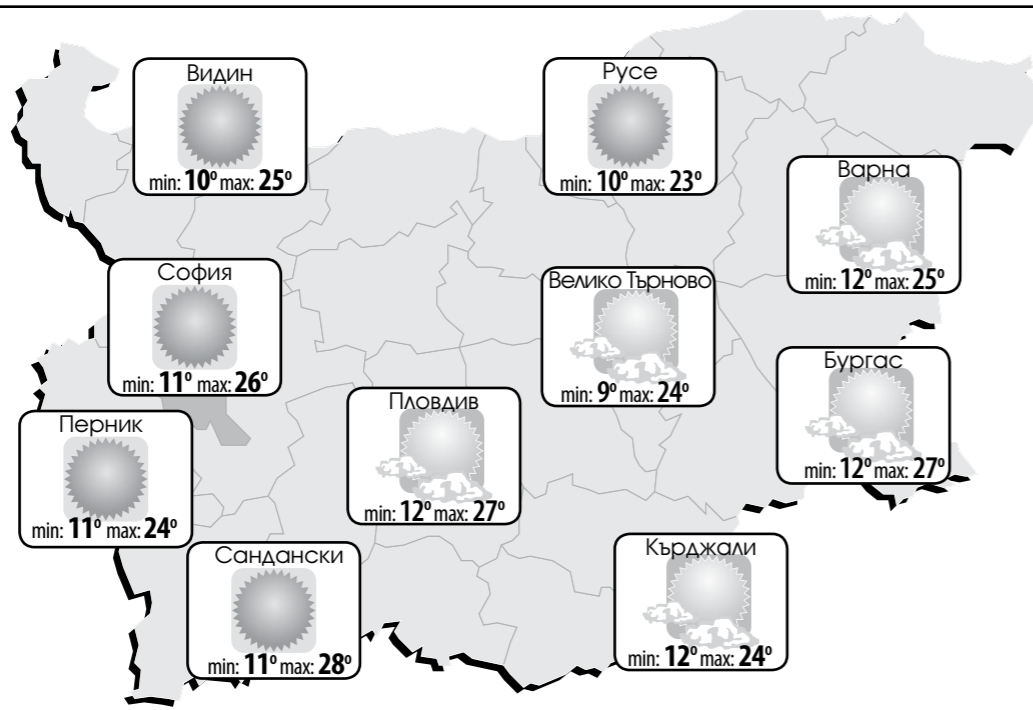 Видин
min: 10° max: 25°
Русе
min: 10° max: 23°
Варна
min: 12° max: 25°
София
min: 11° max: 26°
Велико Търново
min: 9° max: 24°
Бургас
min: 12° max: 27°
Пловдив
min: 12° max: 27°
Перник
min: 11° max: 24°
Сандански
min: 11° max: 28°
Кърджали
min: 12° max: 24°